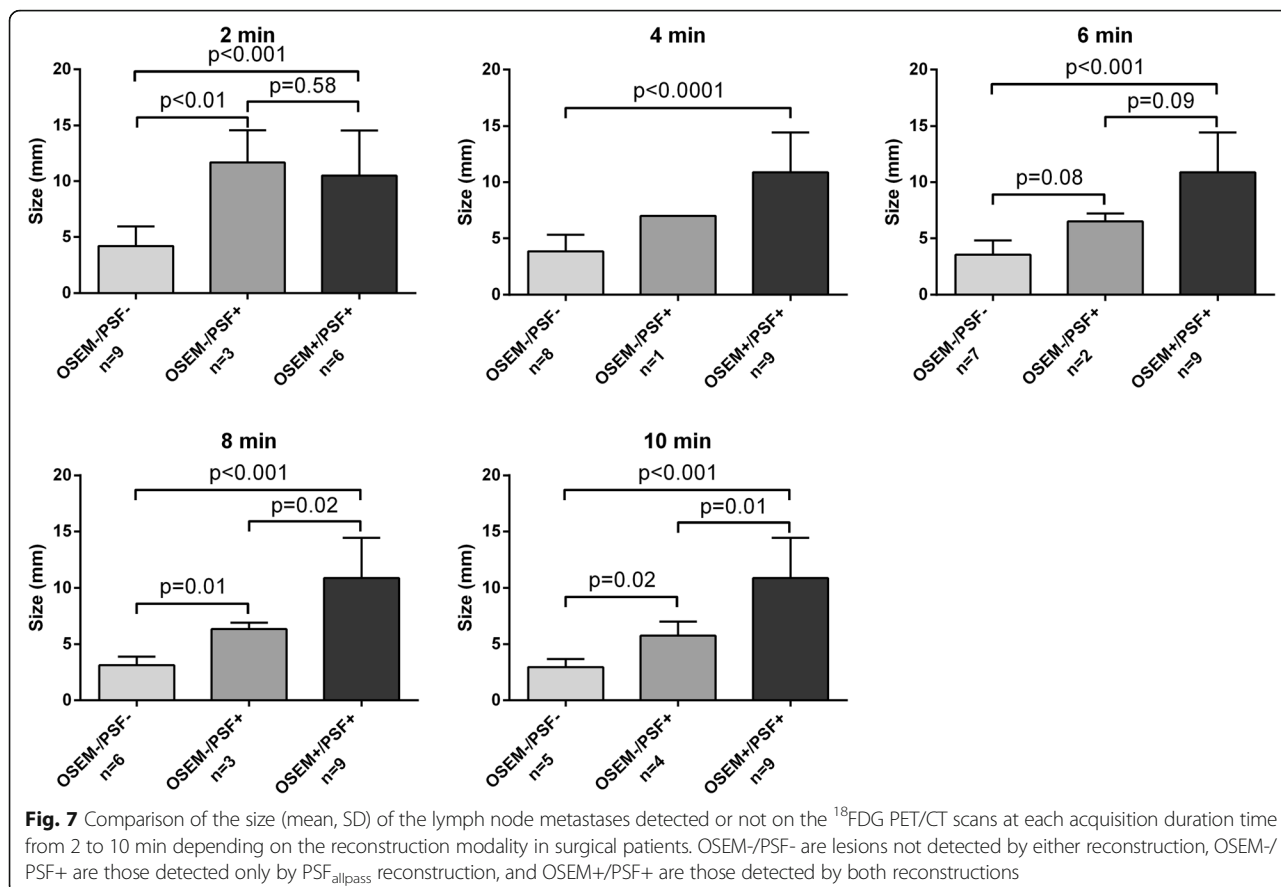 2 min
p<0.001
p<0.01
p=0.58
Size (mm)
20
15
10
5
0
OSEM-/PSF-
n=9
OSEM-/PSF+
n=3
OSEM+/PSF+
n=6
4 min
p<0.0001
Size (mm)
20
15
10
5
0
OSEM-/PSF-
n=8
OSEM-/PSF+
n=1
OSEM+/PSF+
n=9
6 min
p<0.001
p=0.09
p=0.08
Size (mm)
20
15
10
5
0
OSEM-/PSF-
n=7
OSEM-/PSF+
n=2
OSEM+/PSF+
n=9
8 min
p<0.001
p=0.02
p=0.01
Size (mm)
20
15
10
5
0
OSEM-/PSF-
n=6
OSEM-/PSF+
n=3
OSEM+/PSF+
n=9
10 min
p<0.001
p=0.01
p=0.02
Size (mm)
20
15
10
5
0
OSEM-/PSF-
n=5
OSEM-/PSF+
n=4
OSEM+/PSF+
n=9
Fig. 7 Comparison of the size (mean, SD) of the lymph node metastases detected or not on the ¹⁸FDG PET/CT scans at each acquisition duration time
from 2 to 10 min depending on the reconstruction modality in surgical patients. OSEM-/PSF- are lesions not detected by either reconstruction, OSEM-/
PSF+ are those detected only by PSFallpass reconstruction, and OSEM+/PSF+ are those detected by both reconstructions